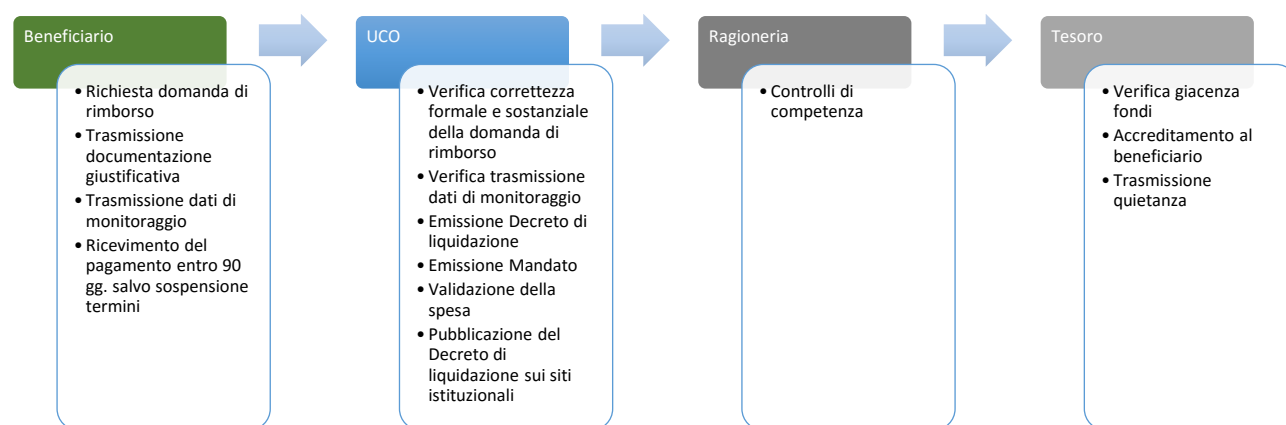 Beneficiario
• Richiesta domanda di
rimborso
• Trasmissione
documentazione
giustificativa
• Trasmissione dati di
monitoraggio
• Ricevimento del
pagamento entro 90
gg. salvo sospensione
termini
UCO
• Verifica correttezza
formale e sostanziale
della domanda di
rimborso
• Verifica trasmissione
dati di monitoraggio
• Emissione Decreto di
liquidazione
• Emissione Mandato
• Validazione della
spesa
• Pubblicazione del
Decreto di
liquidazione sui siti
istituzionali
Ragioneria
• Controlli di
competenza
Tesoro
• Verifica giacenza
fondi
• Accreditamento al
beneficiario
• Trasmissione
quietanza